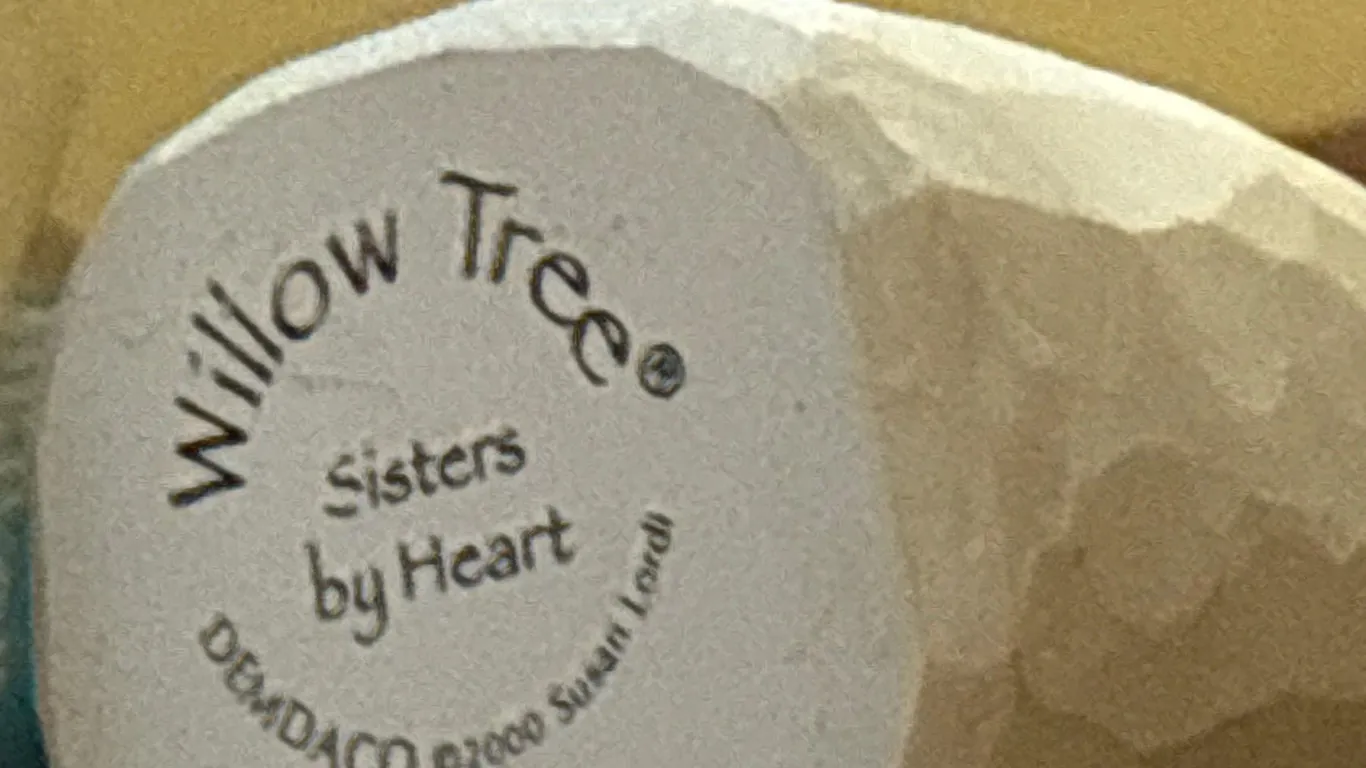 Willow Tree®
Sisters
by Heart
DEMDACO ©2000 Susan Lordi